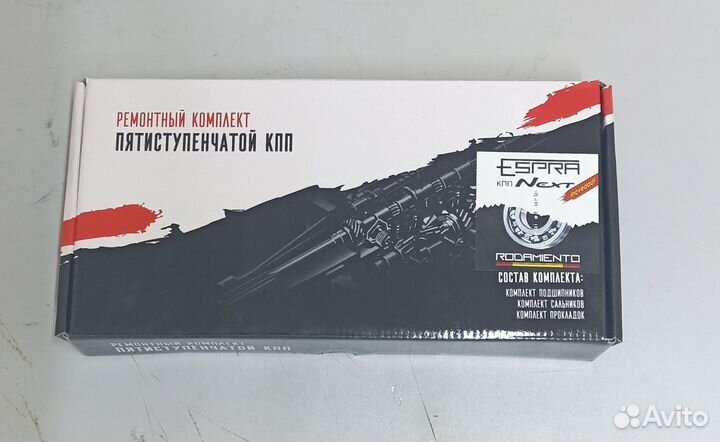 РЕМОНТНЫЙ КОМПЛЕКТ
ПЯТИСТУПЕНЧАТОЙ КПП
ESPRA
КПП NEXT
novedad!
RODAMIENTO
СОСТАВ КОМПЛЕКТА:
КОМПЛЕКТ ПОДШИПНИКОВ
КОМПЛЕКТ САЛЬНИКОВ
КОМПЛЕКТ ПРОКЛАДОК
РЕМОНТНЫЙ КОМПЛЕКТ
ПЯТИСТУПЕНЧАТОЙ КПП
Avito